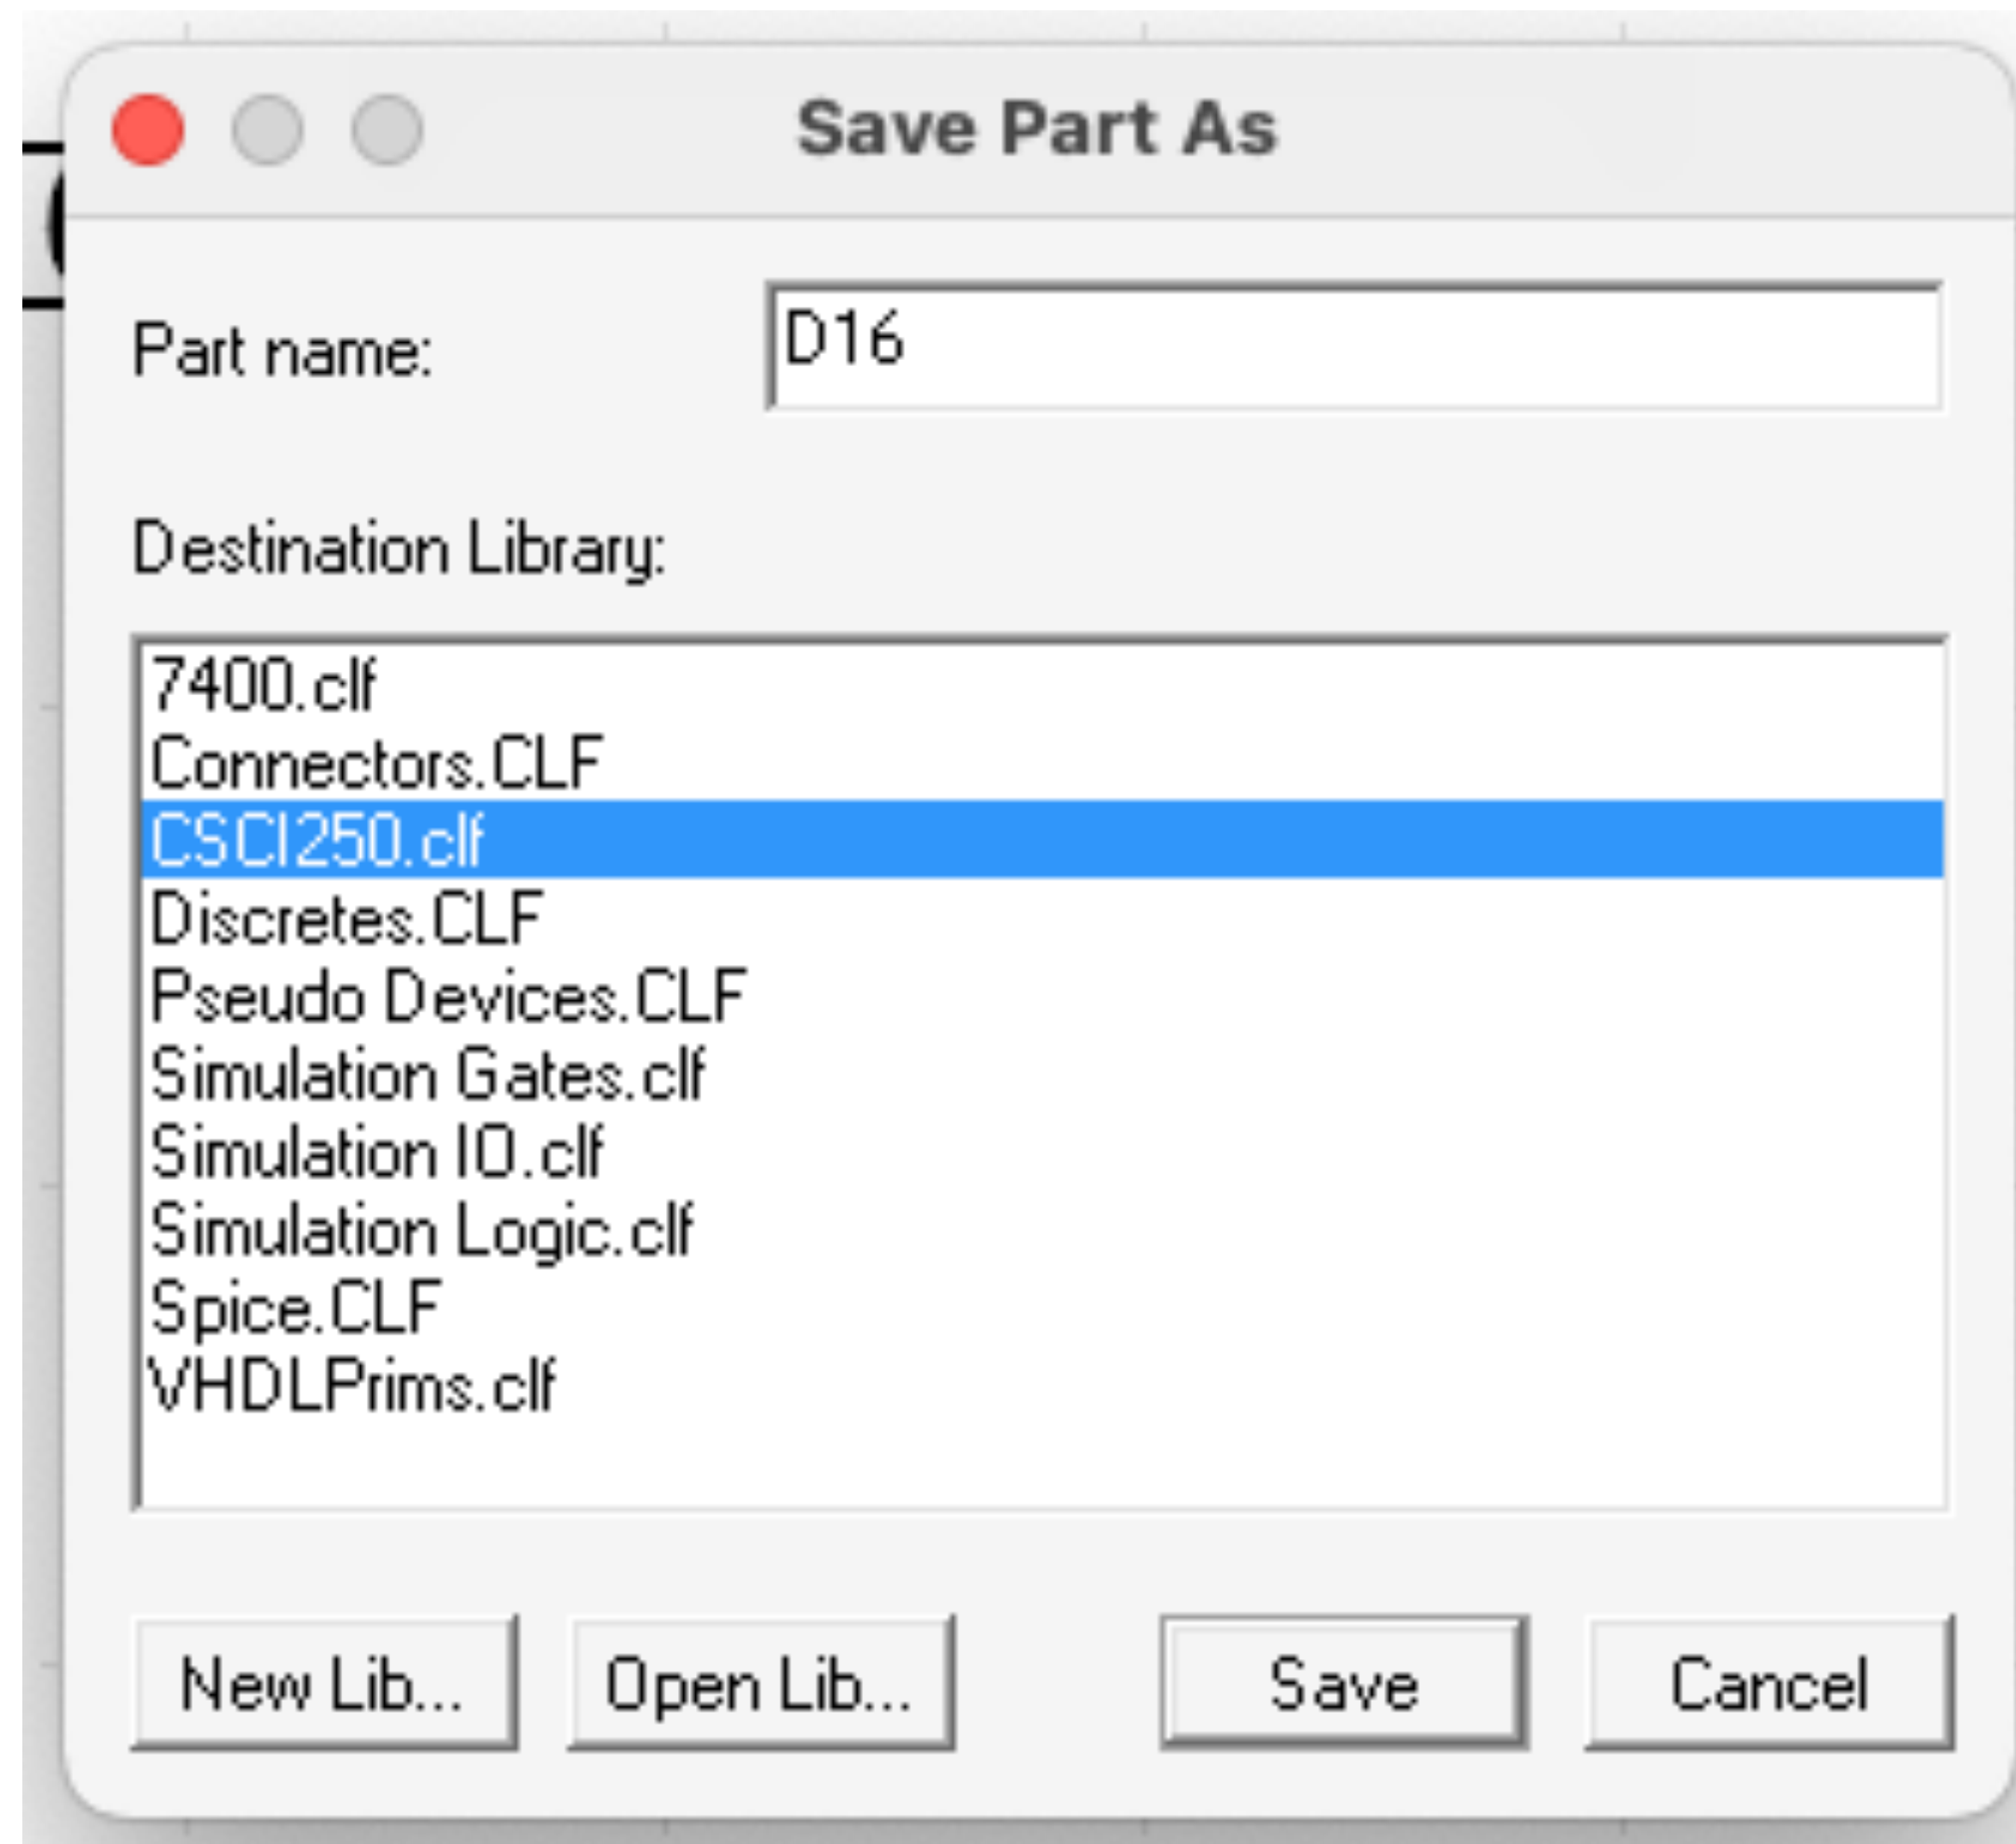 Save Part As
Part name: D16
Destination Library:
7400.clf
Connectors.CLF
CSCI250.clf
Discretes.CLF
Pseudo Devices.CLF
Simulation Gates.clf
Simulation IO.clf
Simulation Logic.clf
Spice.CLF
VHDLPrims.clf
New Lib... Open Lib... Save Cancel